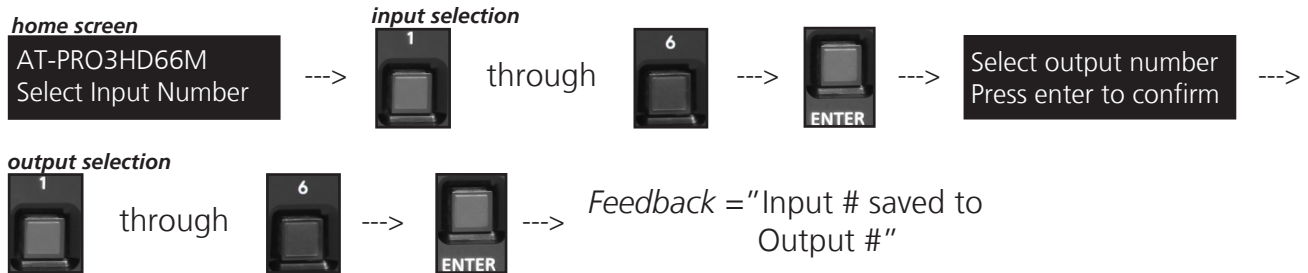 home screen
AT-PRO3HD66M
Select Input Number
--->
input selection
1
through
6
--->
ENTER
--->
Select output number
Press enter to confirm
--->
output selection
1
through
6
--->
ENTER
--->
Feedback ="Input # saved to
Output #"